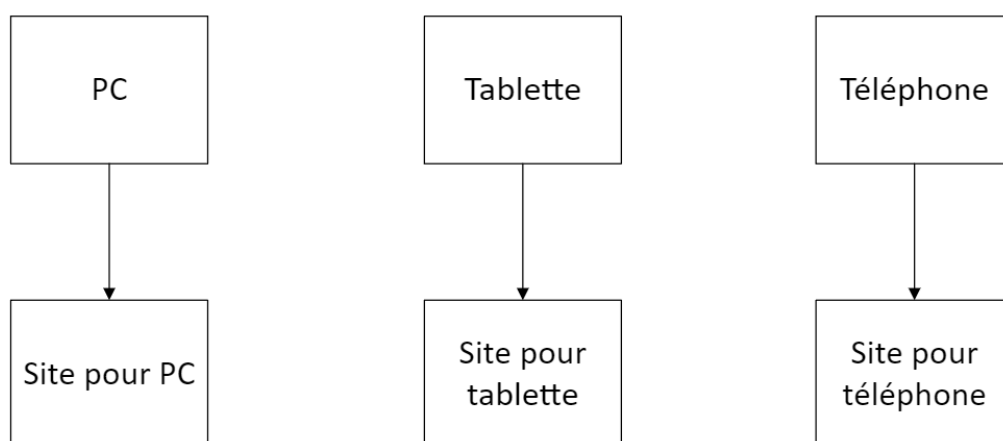 PC
Tablette
Téléphone
Site pour PC
Site pour
tablette
Site pour
téléphone